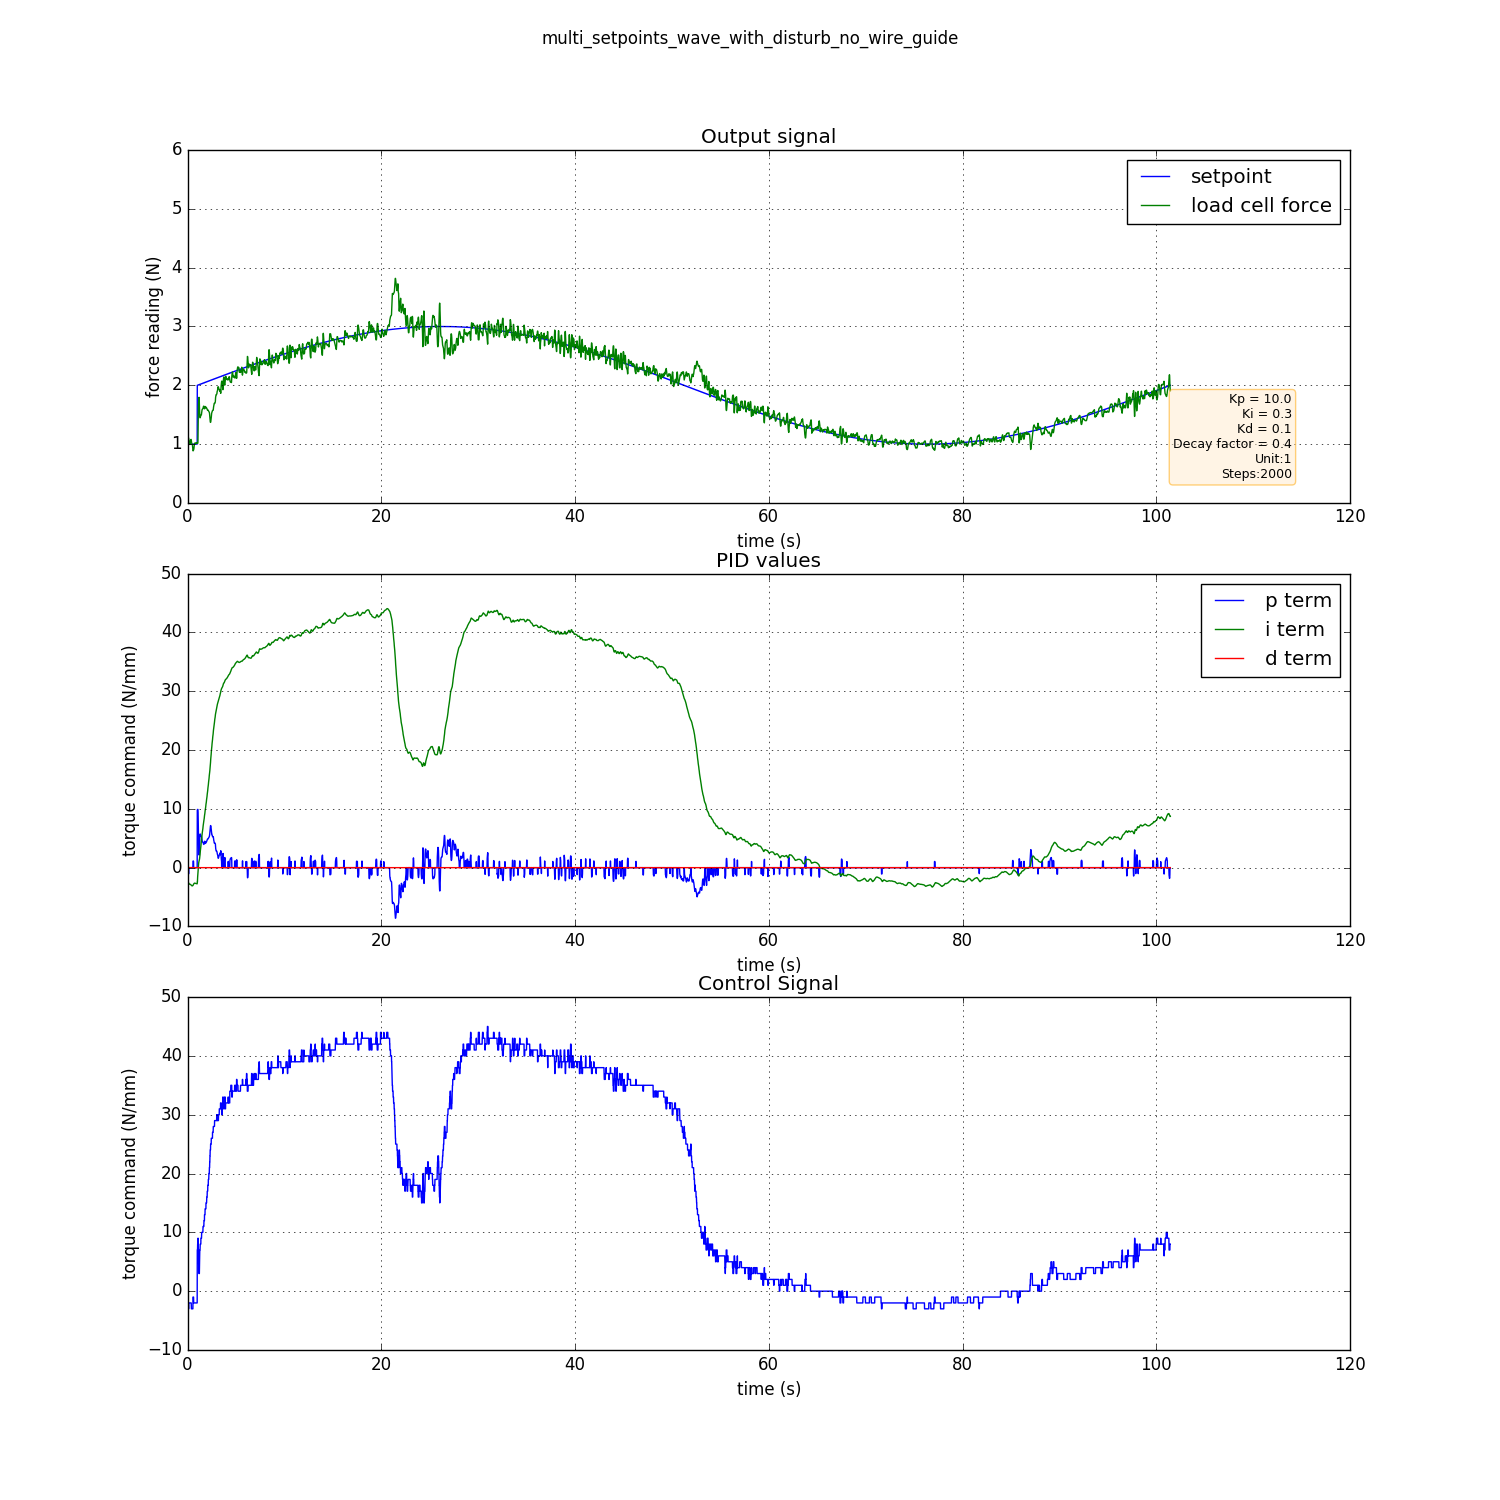 multi_setpoints_wave_with_disturb_no_wire_guide
Output signal
6
5
4
3
2
1
0
force reading (N)
setpoint
load cell force
Kp = 10.0
Ki = 0.3
Kd = 0.1
Decay factor = 0.4
Unit:1
Steps:2000
0 20 40 60 80 100 120
time (s)
PID values
50
40
30
20
10
0
−10
torque command (N/mm)
p term
i term
d term
0 20 40 60 80 100 120
time (s)
Control Signal
50
40
30
20
10
0
−10
torque command (N/mm)
0 20 40 60 80 100 120
time (s)